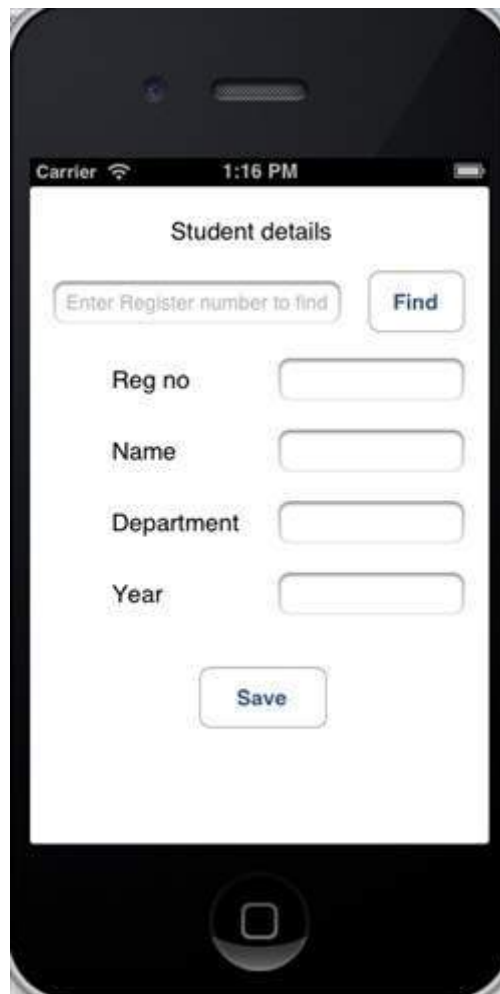 Carrier 1:16 PM
Student details
Enter Register number to find
Find
Reg no
Name
Department
Year
Save